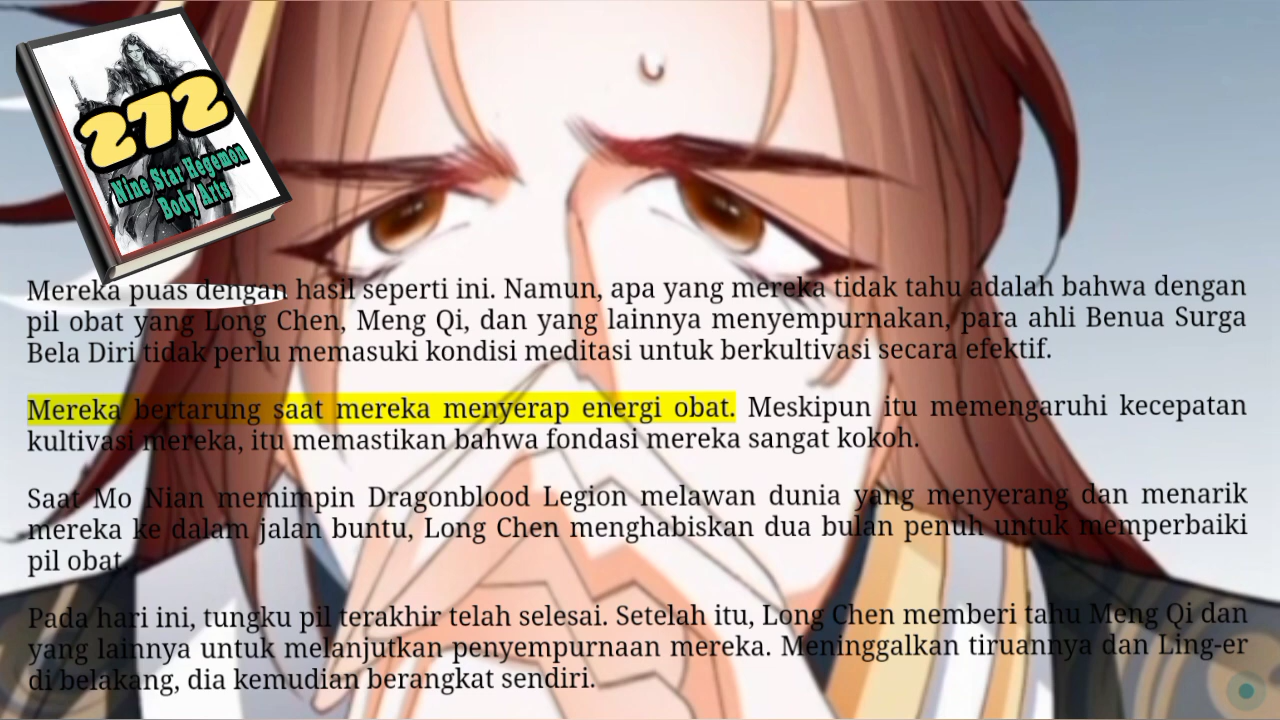 272
Nine Star Hegemon
Body Arts
Mereka puas dengan hasil seperti ini. Namun, apa yang mereka tidak tahu adalah bahwa dengan
pil obat yang Long Chen, Meng Qi, dan yang lainnya menyempurnakan, para ahli Benua Surga
Bela Diri tidak perlu memasuki kondisi meditasi untuk berkultivasi secara efektif.
Mereka bertarung saat mereka menyerap energi obat. Meskipun itu memengaruhi kecepatan
kultivasi mereka, itu memastikan bahwa fondasi mereka sangat kokoh.
Saat Mo Nian memimpin Dragonblood Legion melawan dunia yang menyerang dan menarik
mereka ke dalam jalan buntu, Long Chen menghabiskan dua bulan penuh untuk memperbaiki
pil obat.
Pada hari ini, tungku pil terakhir telah selesai. Setelah itu, Long Chen memberi tahu Meng Qi dan
yang lainnya untuk melanjutkan penyempurnaan mereka. Meninggalkan tiruannya dan Ling-er
di belakang, dia kemudian berangkat sendiri.